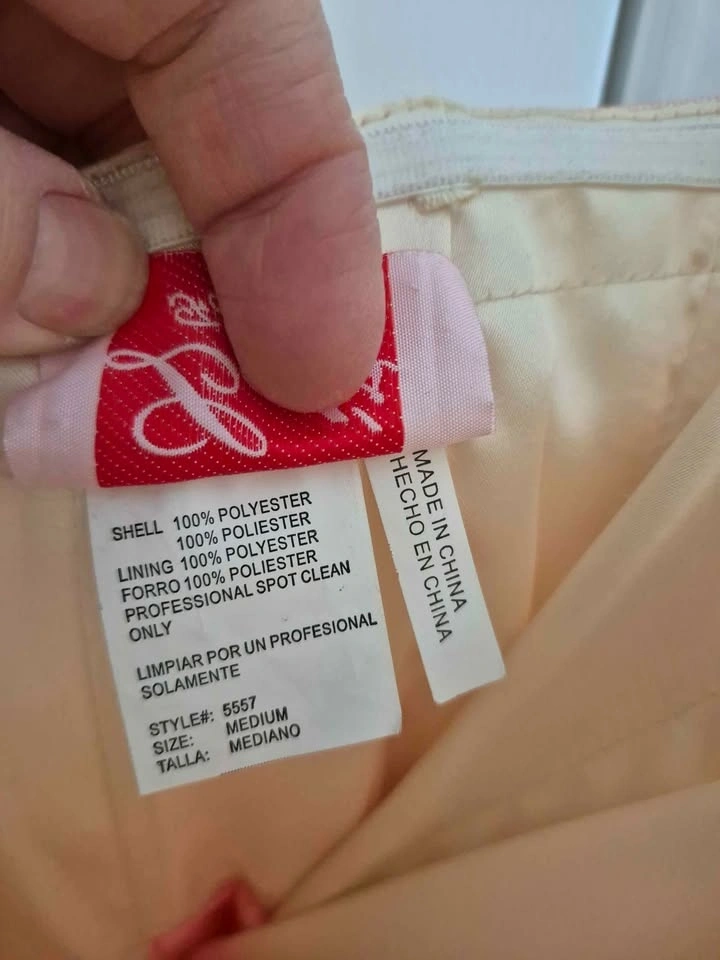 SHELL 100% POLYESTER
100% POLIESTER
LINING 100% POLYESTER
FORRO 100% POLIESTER
PROFESSIONAL SPOT CLEAN
ONLY
LIMPIAR POR UN PROFESIONAL
SOLAMENTE
STYLE#: 5557
SIZE: MEDIUM
TALLA: MEDIANO
MADE IN CHINA
HECHO EN CHINA